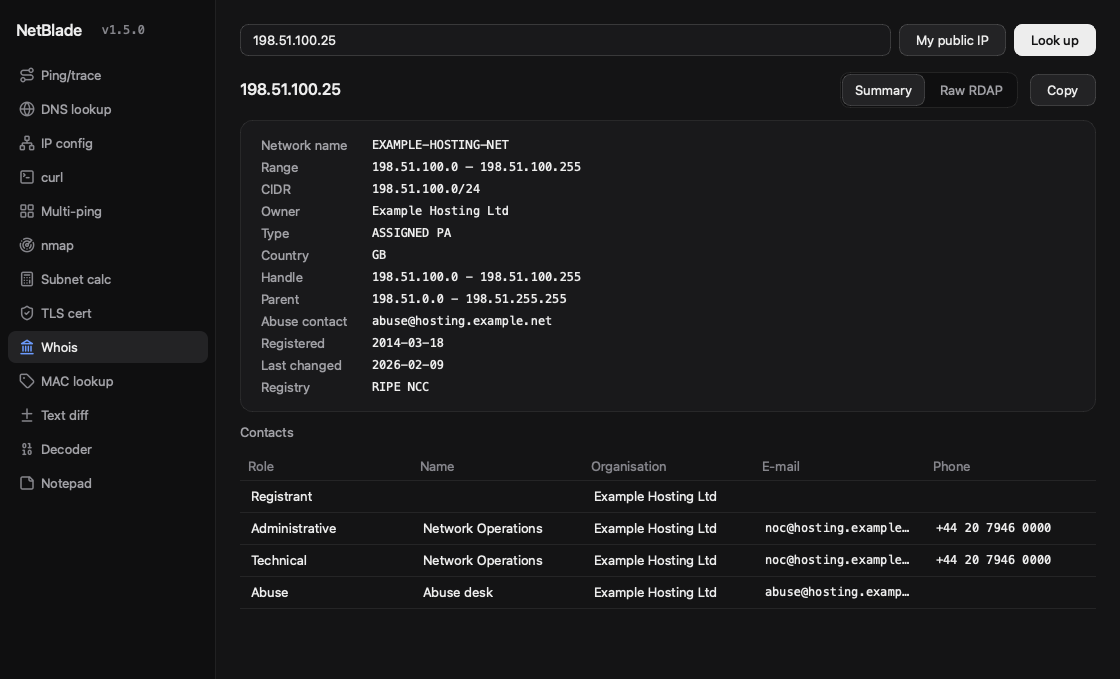 NetBlade v1.5.0
Ping/trace
DNS lookup
IP config
curl
Multi-ping
nmap
Subnet calc
TLS cert
Whois
MAC lookup
Text diff
Decoder
Notepad
198.51.100.25 My public IP Look up
198.51.100.25 Summary Raw RDAP Copy
Network name EXAMPLE-HOSTING-NET
Range 198.51.100.0 – 198.51.100.255
CIDR 198.51.100.0/24
Owner Example Hosting Ltd
Type ASSIGNED PA
Country GB
Handle 198.51.100.0 - 198.51.100.255
Parent 198.51.0.0 - 198.51.255.255
Abuse contact abuse@hosting.example.net
Registered 2014-03-18
Last changed 2026-02-09
Registry RIPE NCC
Contacts
Role Name Organisation E-mail Phone
Registrant Example Hosting Ltd
Administrative Network Operations Example Hosting Ltd noc@hosting.example… +44 20 7946 0000
Technical Network Operations Example Hosting Ltd noc@hosting.example… +44 20 7946 0000
Abuse Abuse desk Example Hosting Ltd abuse@hosting.examp…